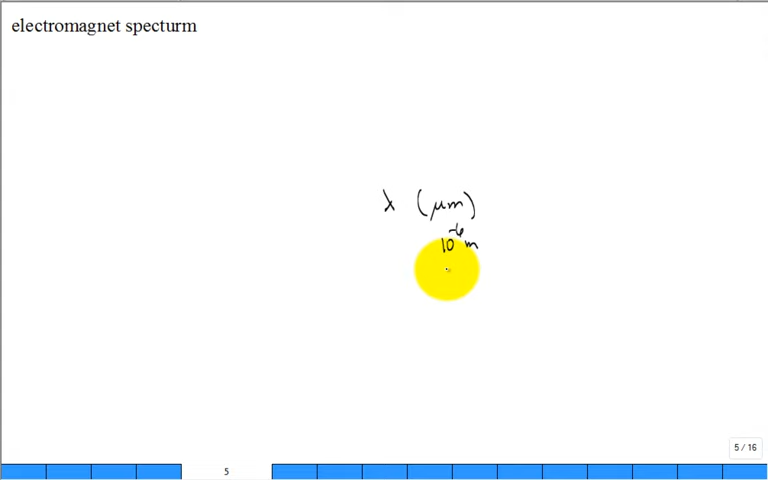 electromagnet specturm
λ (μm)
10⁻⁶ m
5 / 16
5